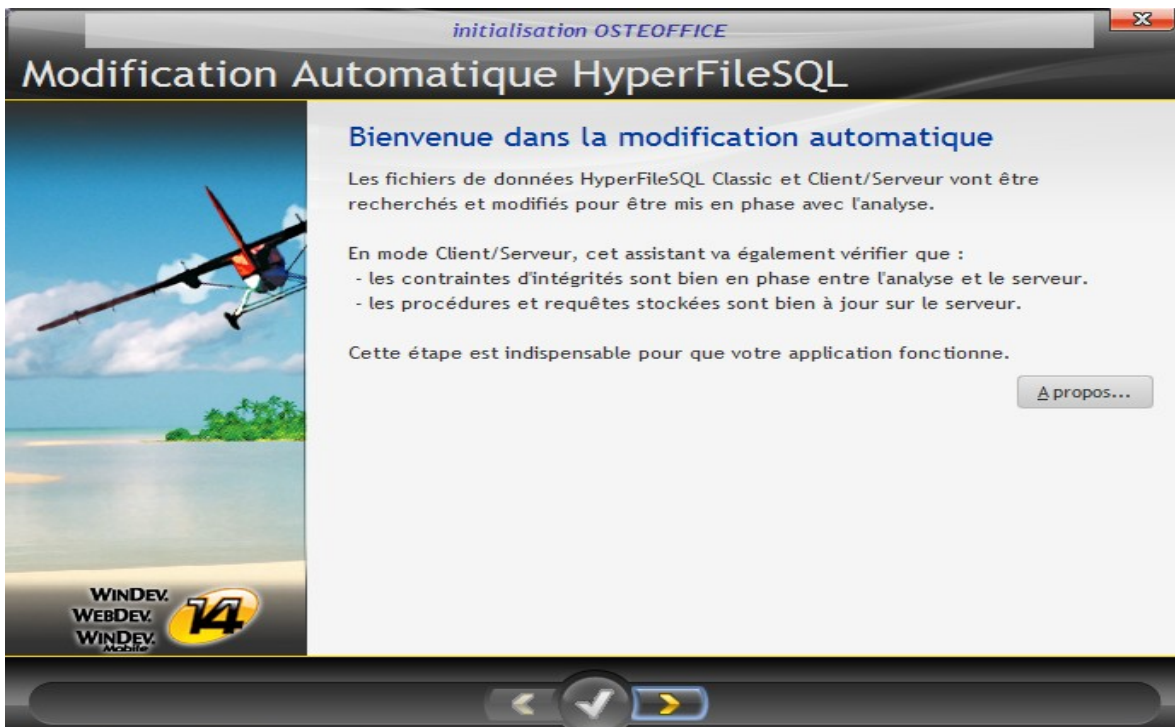 initialisation OSTEOFFICE
Modification Automatique HyperFileSQL
Bienvenue dans la modification automatique
Les fichiers de données HyperFileSQL Classic et Client/Serveur vont être
recherchés et modifiés pour être mis en phase avec l'analyse.
En mode Client/Serveur, cet assistant va également vérifier que :
- les contraintes d'intégrités sont bien en phase entre l'analyse et le serveur.
- les procédures et requêtes stockées sont bien à jour sur le serveur.
Cette étape est indispensable pour que votre application fonctionne.
A propos...
WINDEV.
WEBDEV.
WINDEV.
Mobile
14